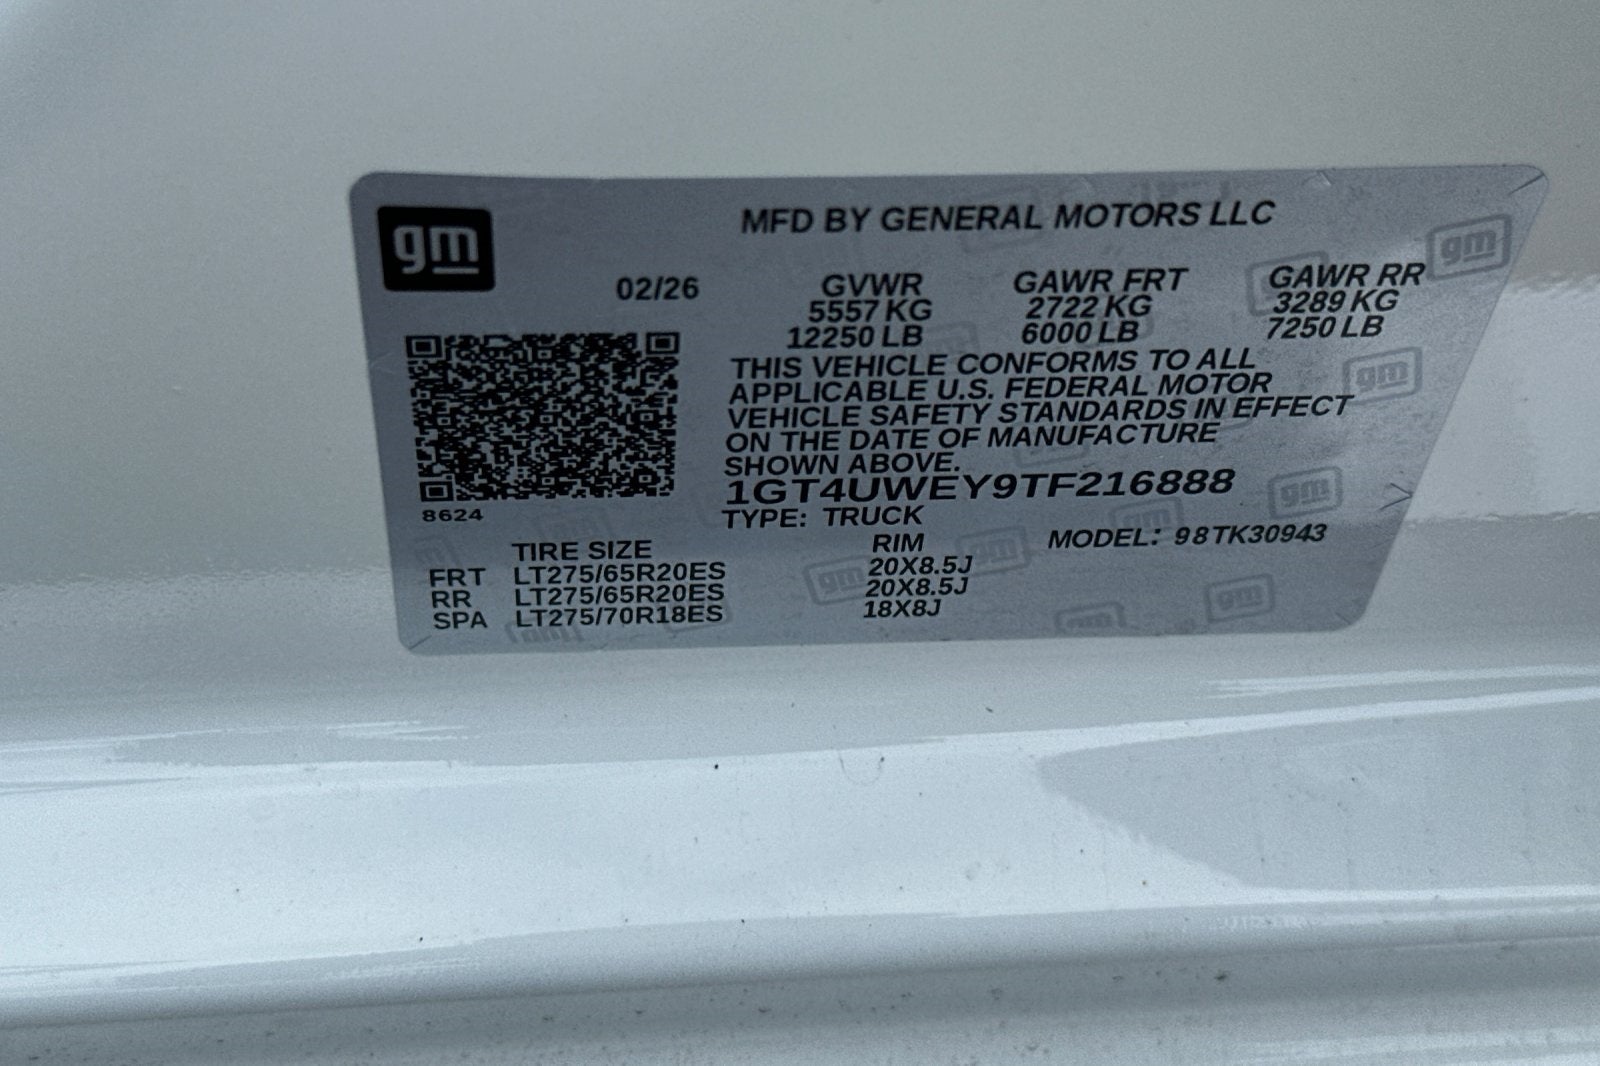 gm
MFD BY GENERAL MOTORS LLC
02/26 GVWR GAWR FRT GAWR RR
5557 KG 2722 KG 3289 KG
12250 LB 6000 LB 7250 LB
THIS VEHICLE CONFORMS TO ALL
APPLICABLE U.S. FEDERAL MOTOR
VEHICLE SAFETY STANDARDS IN EFFECT
ON THE DATE OF MANUFACTURE
SHOWN ABOVE.
1GT4UWEY9TF216888
8624
TYPE: TRUCK MODEL: 98TK30943
TIRE SIZE RIM
FRT LT275/65R20ES 20X8.5J
RR LT275/65R20ES 20X8.5J
SPA LT275/70R18ES 18X8J